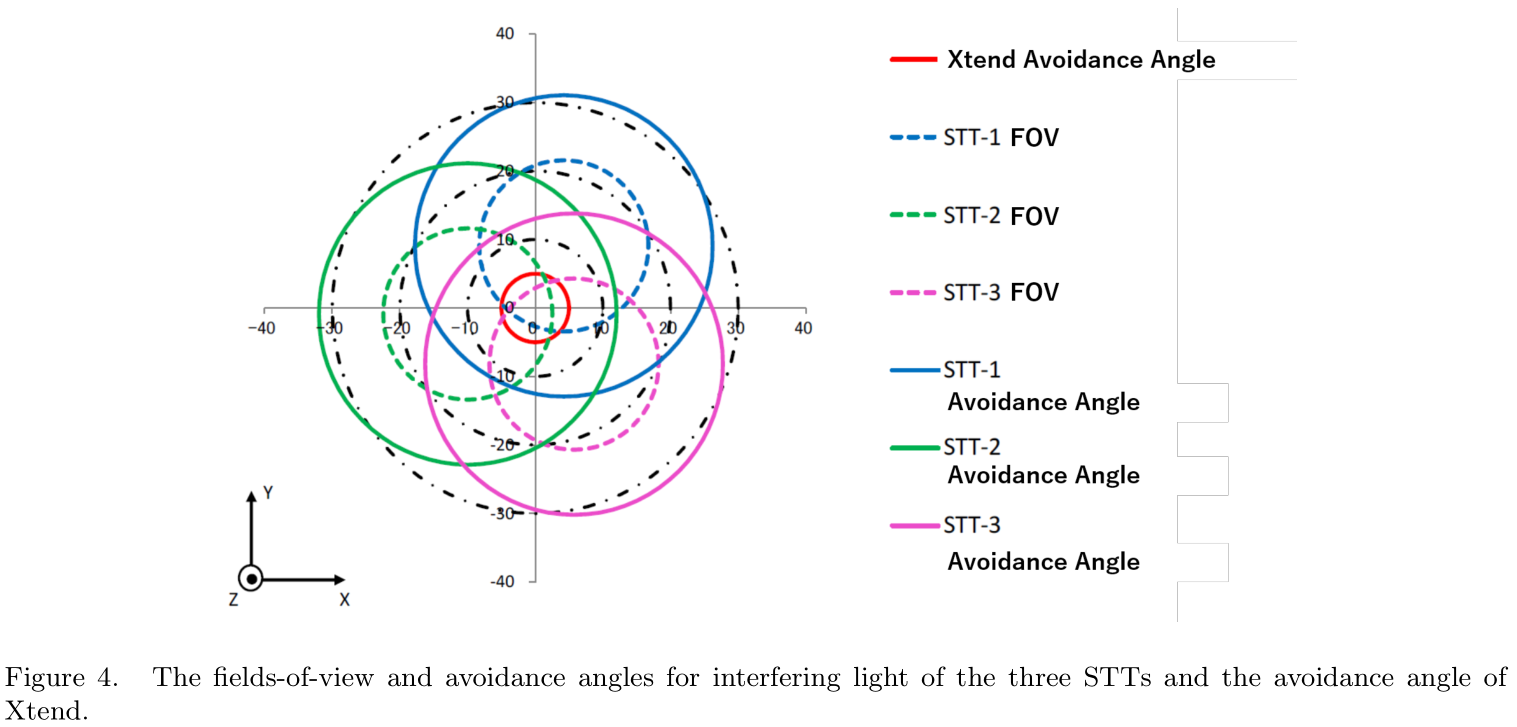 40
30
20
10
0
−40
−30
−20
−10
0
10
20
30
40
-10
-20
-30
-40
Y
Z
X
Xtend Avoidance Angle
STT-1 FOV
STT-2 FOV
STT-3 FOV
STT-1
Avoidance Angle
STT-2
Avoidance Angle
STT-3
Avoidance Angle
Figure 4. The fields-of-view and avoidance angles for interfering light of the three STTs and the avoidance angle of
Xtend.